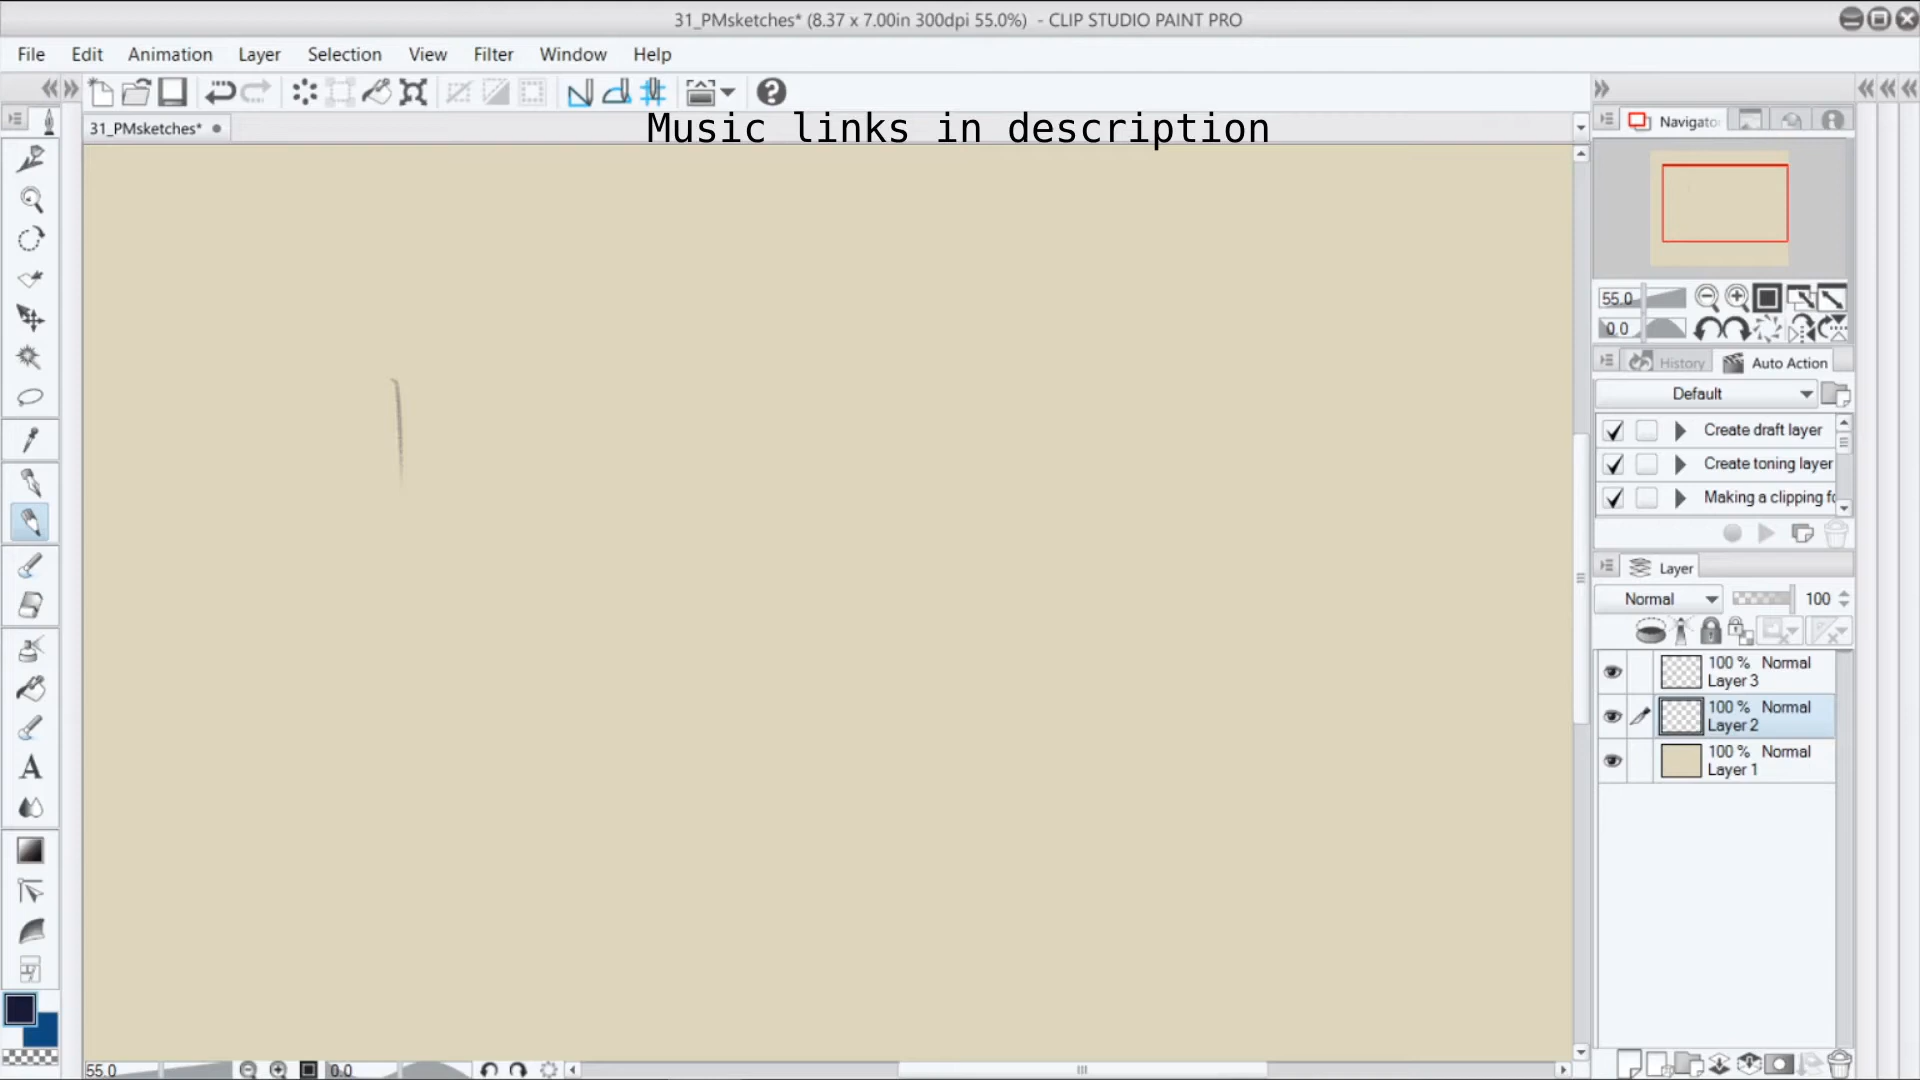 31_PMsketches* (8.37 x 7.00in 300dpi 55.0%) - CLIP STUDIO PAINT PRO
File Edit Animation Layer Selection View Filter Window Help
31_PMsketches*
Music links in description
Navigato
55.0
0.0
History Auto Action
Default
Create draft layer
Create toning layer
Making a clipping fo
Layer
Normal 100
100 % Normal
Layer 3
100 % Normal
Layer 2
100 % Normal
Layer 1
A
55.0 0.0